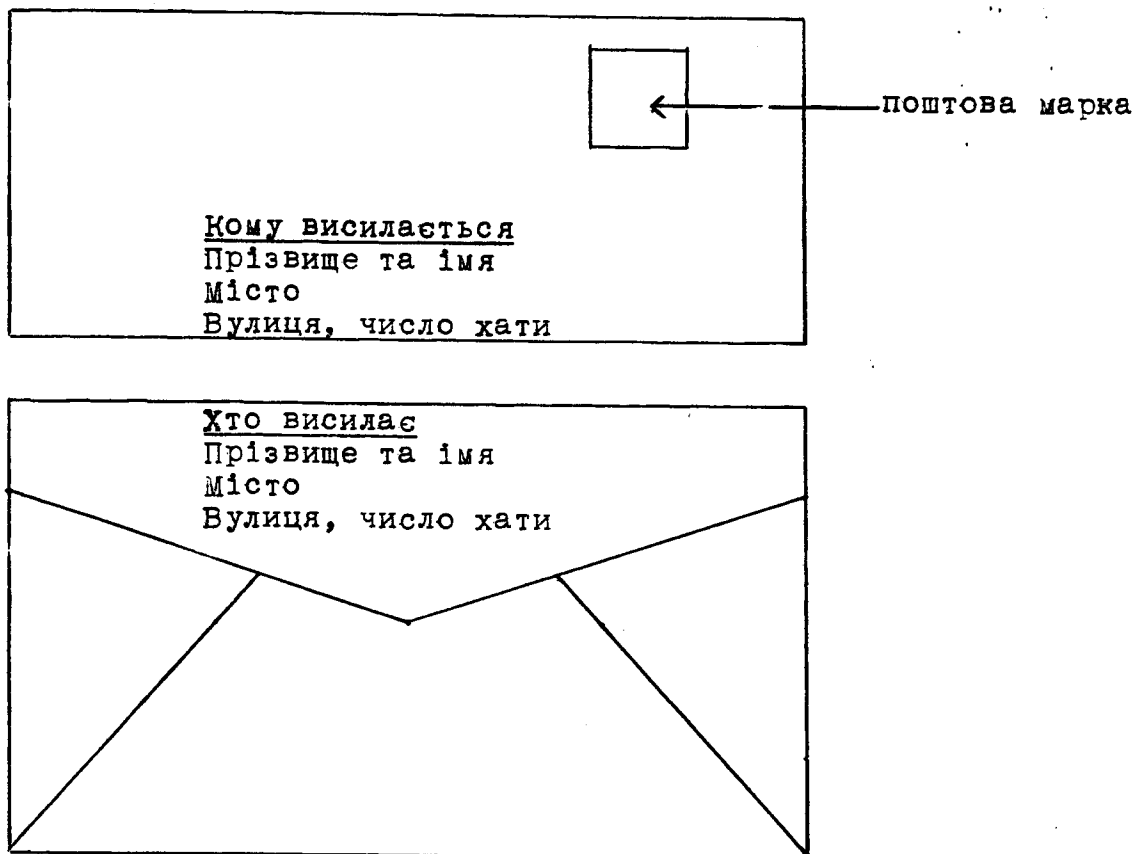 поштова марка
Кому висилається
Прізвище та імя
Місто
Вулиця, число хати
Хто висилає
Прізвище та імя
Місто
Вулиця, число хати